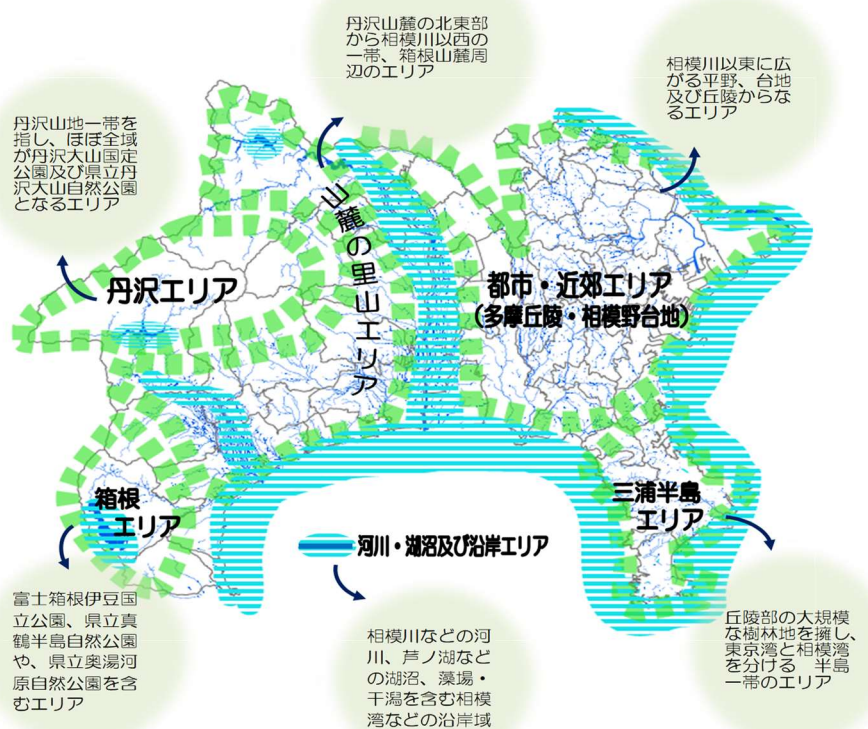 丹沢山麓の北東部
から相模川以西の
一帯、箱根山麓周
辺のエリア
相模川以東に広
がる平野、台地
及び丘陵からな
るエリア
丹沢山地一帯を
指し、ほぼ全域
が丹沢大山国定
公園及び県立丹
沢大山自然公園
となるエリア
山麓の里山エリア
丹沢エリア
都市・近郊エリア
(多摩丘陵・相模野台地)
箱根
エリア
三浦半島
エリア
河川・湖沼及び沿岸エリア
富士箱根伊豆国
立公園、県立真
鶴半島自然公園
や、県立奥湯河
原自然公園を含
むエリア
相模川などの河
川、芦ノ湖など
の湖沼、藻場・
干潟を含む相模
湾などの沿岸域
丘陵部の大規模
な樹林地を擁し、
東京湾と相模湾
を分ける 半島
一帯のエリア